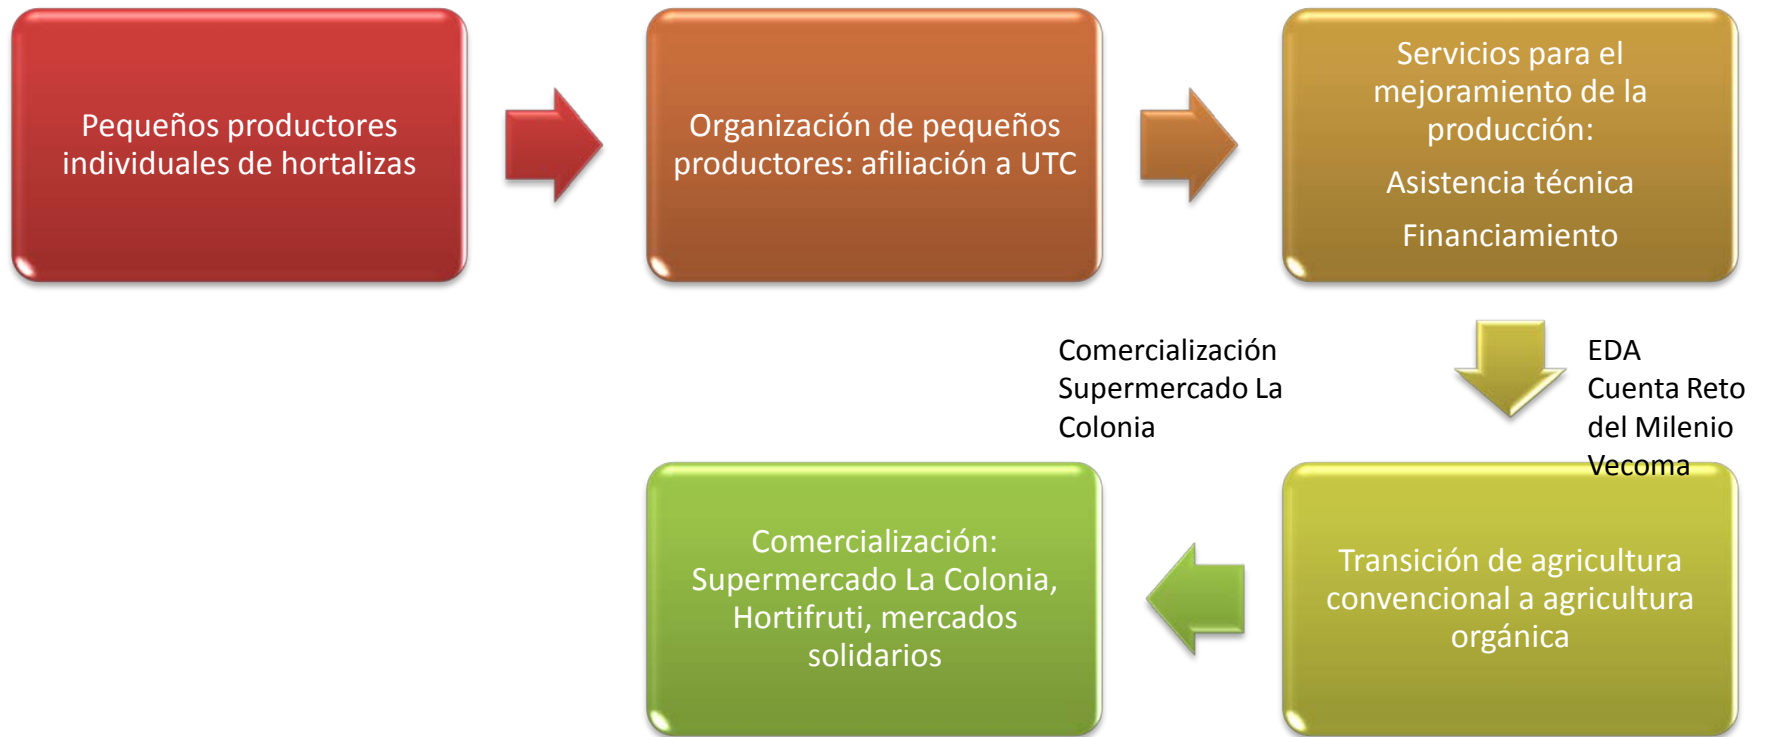 Pequeños productores
individuales de hortalizas
Organización de pequeños
productores: afiliación a UTC
Servicios para el
mejoramiento de la
producción:
Asistencia técnica
Financiamiento
Comercialización
Supermercado La
Colonia
EDA
Cuenta Reto
del Milenio
Vecoma
Transición de agricultura
convencional a agricultura
orgánica
Comercialización:
Supermercado La Colonia,
Hortifruti, mercados
solidarios